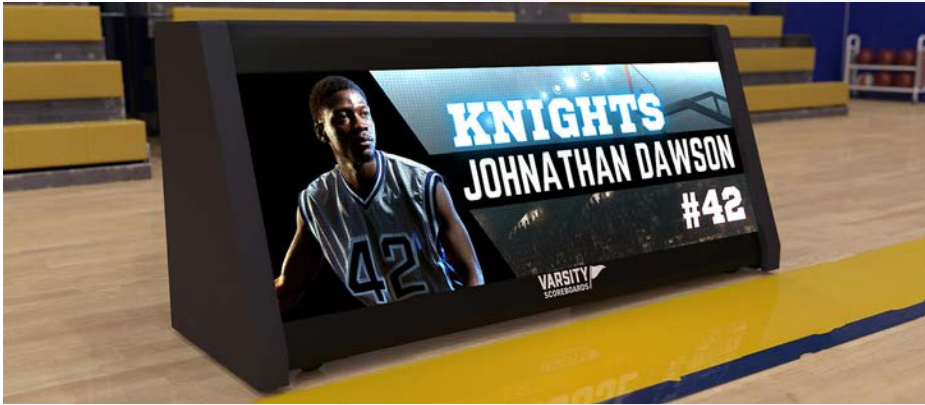 KNIGHTS
JOHNATHAN DAWSON
#42
42
VARSITY
SCOREBOARDS